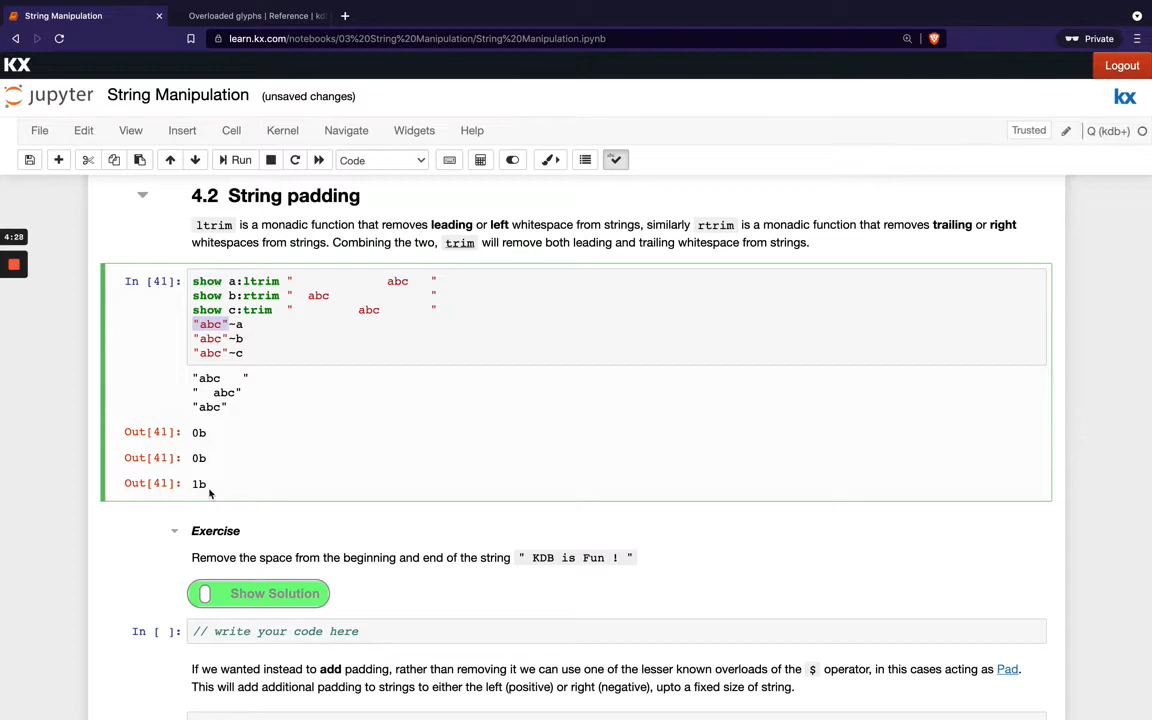 String Manipulation
Overloaded glyphs | Reference | kd
learn.kx.com/notebooks/03%20String%20Manipulation/String%20Manipulation.ipynb
Private
KX
Logout
jupyter String Manipulation (unsaved changes)
kx
File Edit View Insert Cell Kernel Navigate Widgets Help
Trusted
Q (kdb+)
Run
Code
4:28
4.2 String padding
ltrim is a monadic function that removes leading or left whitespace from strings, similarly rtrim is a monadic function that removes trailing or right
whitespaces from strings. Combining the two, trim will remove both leading and trailing whitespace from strings.
In [41]: show a:ltrim "             abc   "
show b:rtrim "  abc              "
show c:trim  "         abc       "
"abc"~a
"abc"~b
"abc"~c
"abc   "
"  abc"
"abc"
Out[41]: 0b
Out[41]: 0b
Out[41]: 1b
Exercise
Remove the space from the beginning and end of the string " KDB is Fun ! "
Show Solution
In [ ]: // write your code here
If we wanted instead to add padding, rather than removing it we can use one of the lesser known overloads of the $ operator, in this cases acting as Pad.
This will add additional padding to strings to either the left (positive) or right (negative), upto a fixed size of string.